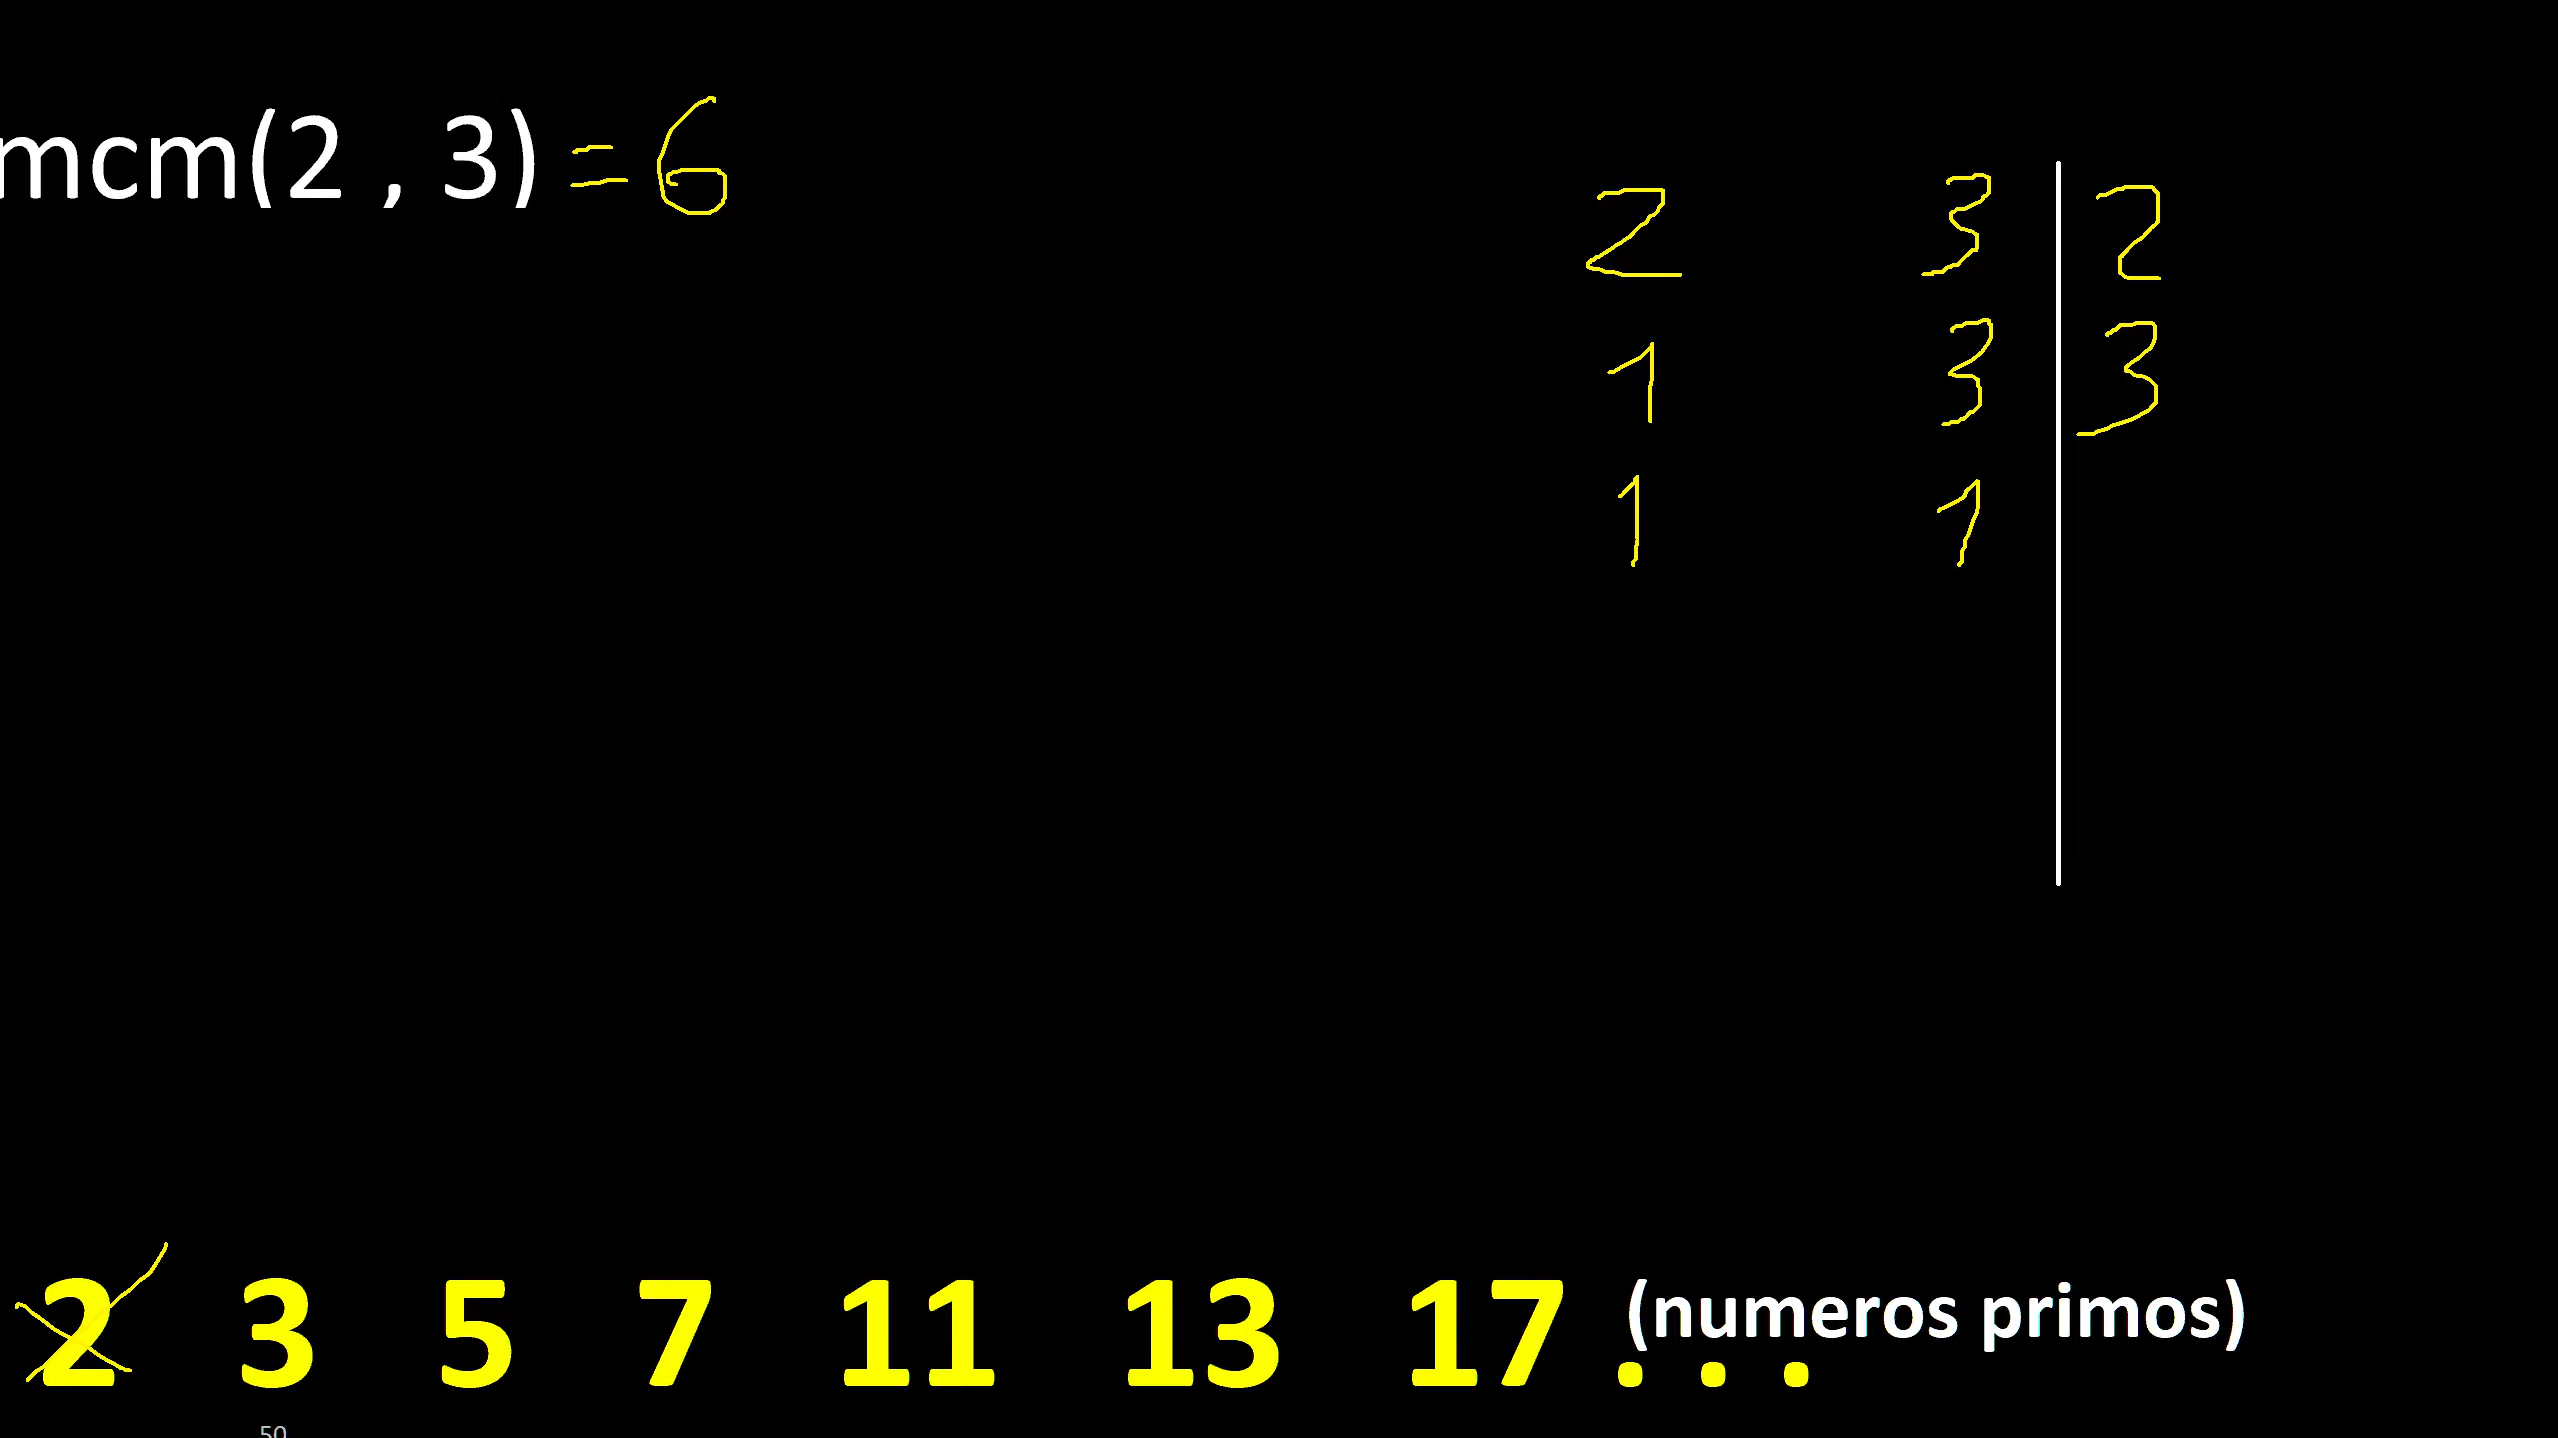 mcm(2 , 3) = 6
2 3 2
1 3 3
1 1
2 3 5 7 11 13 17 . . . (numeros primos)
50